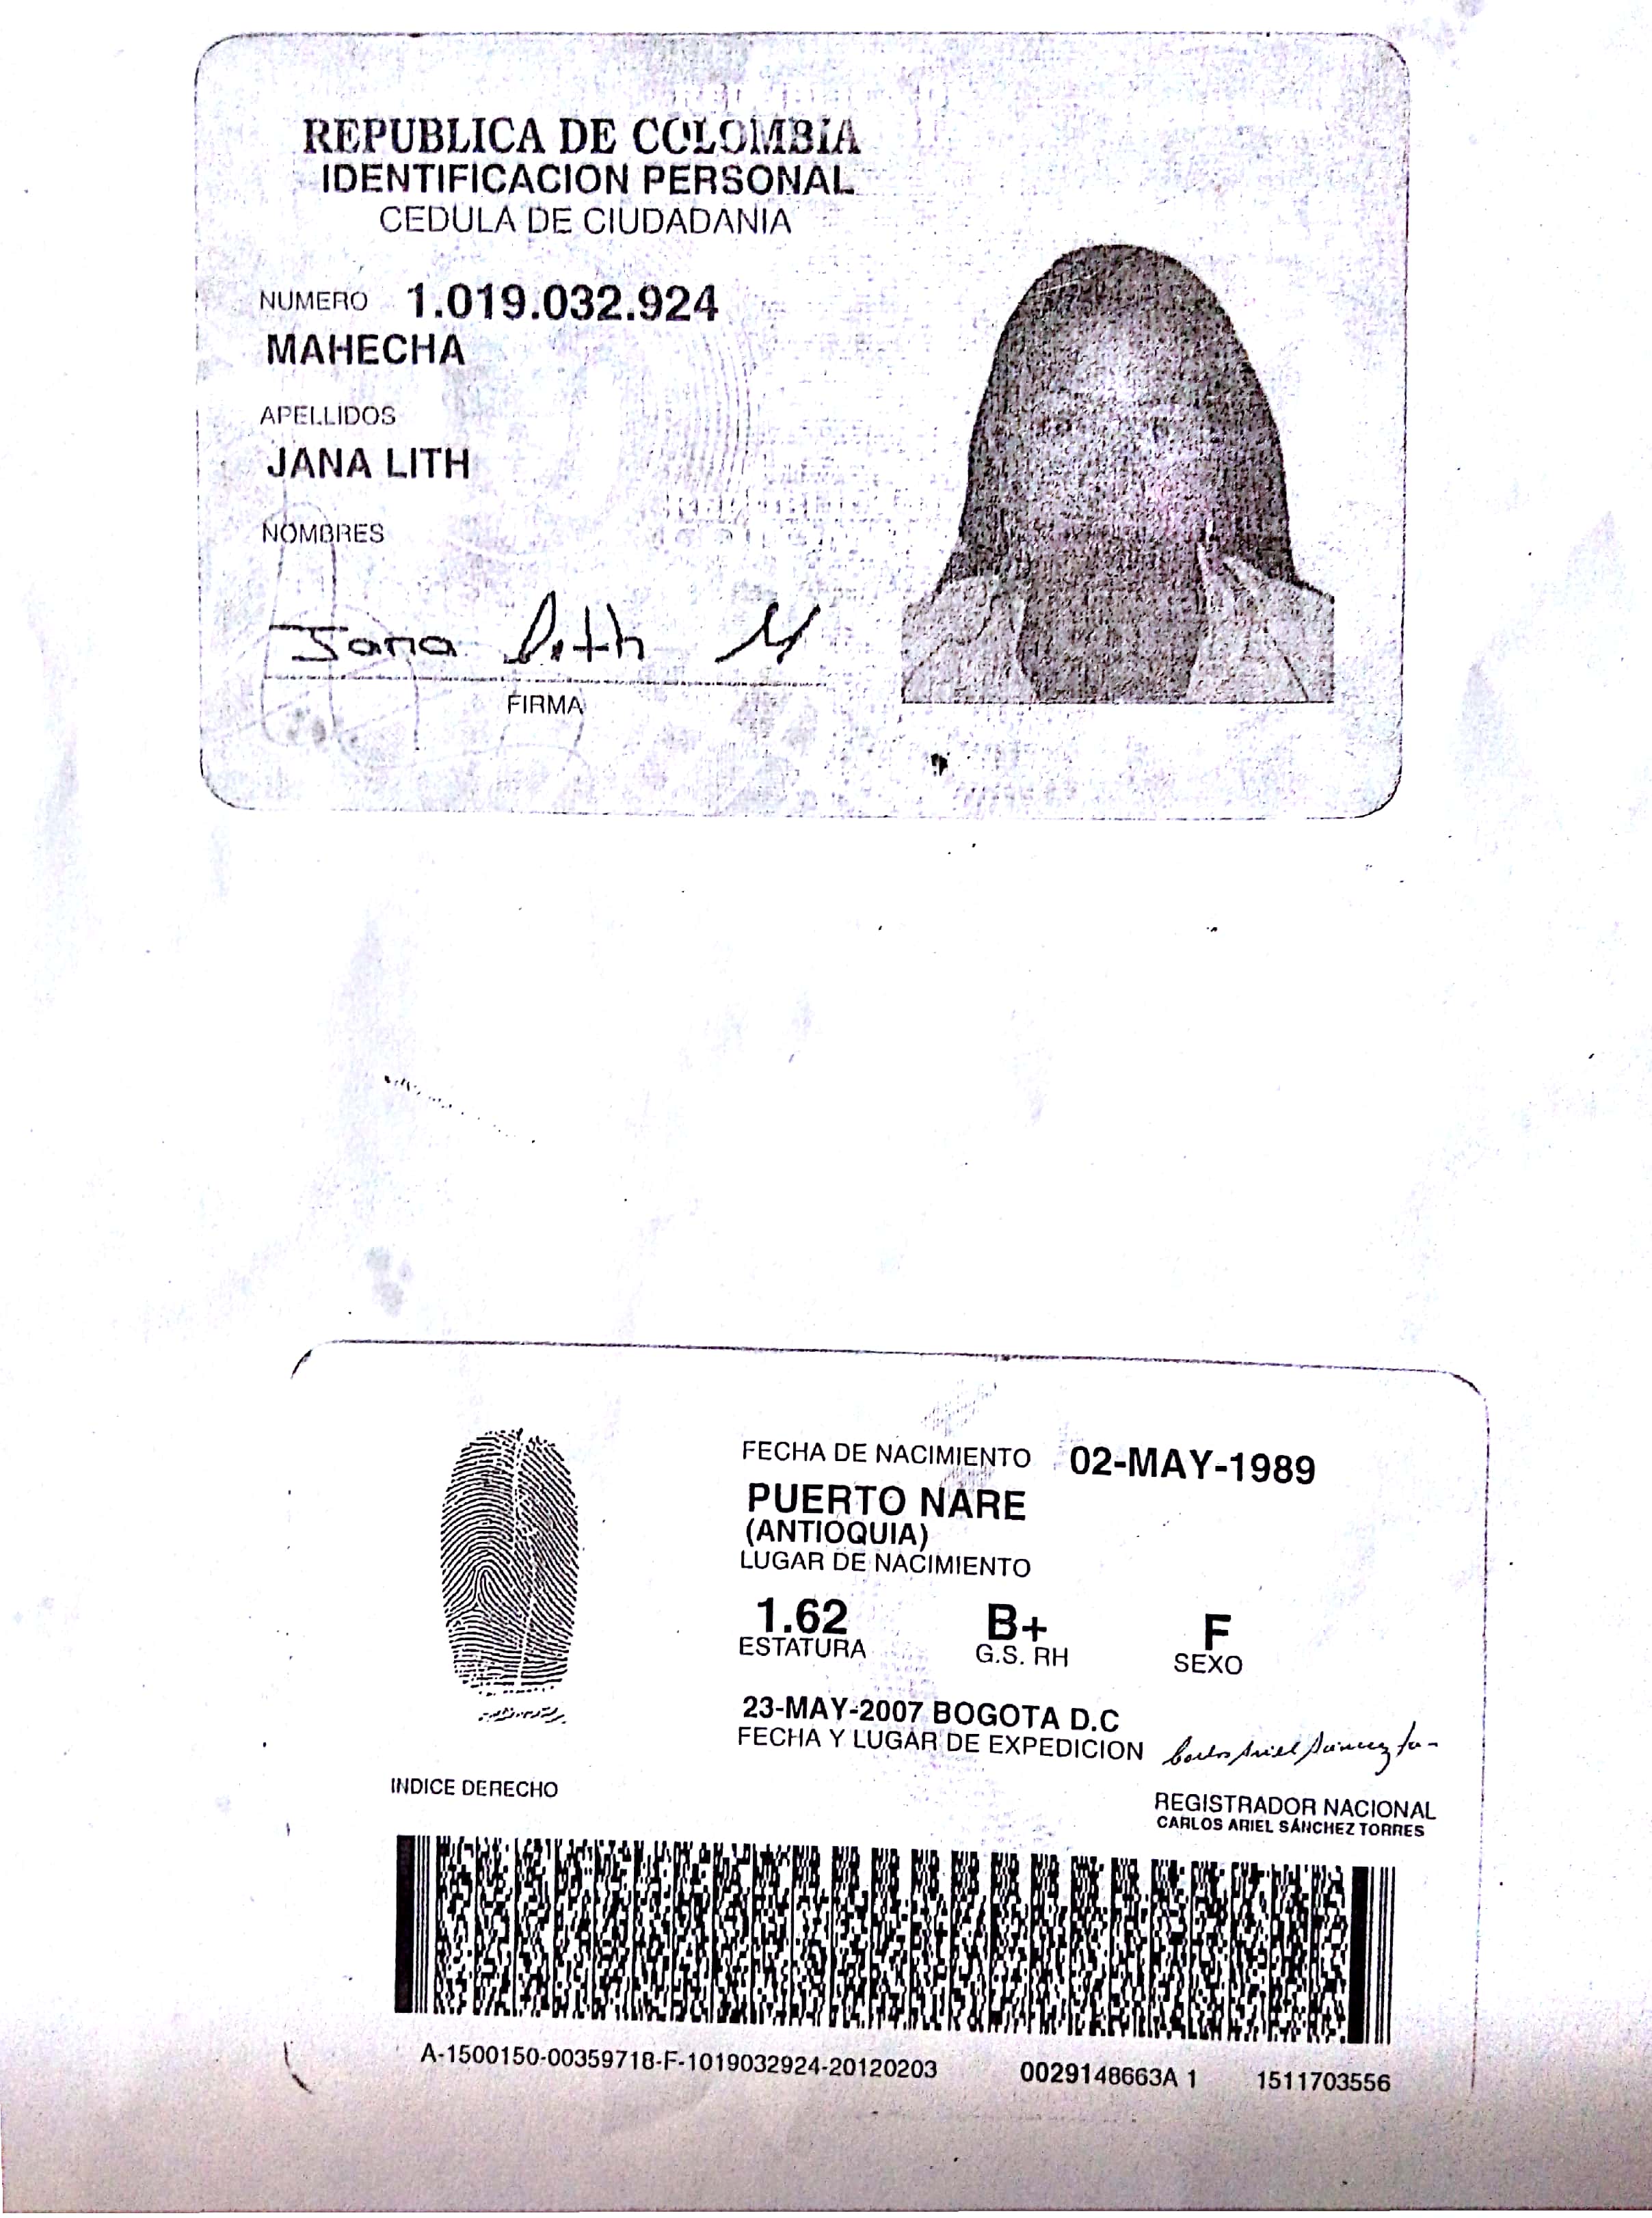 REPUBLICA DE COLOMBIA
IDENTIFICACION PERSONAL
CEDULA DE CIUDADANIA
NUMERO 1.019.032.924
MAHECHA
APELLIDOS
JANA LITH
NOMBRES
Jana Lith M
FIRMA
FECHA DE NACIMIENTO 02-MAY-1989
PUERTO NARE
(ANTIOQUIA)
LUGAR DE NACIMIENTO
1.62 B+ F
ESTATURA G.S. RH SEXO
23-MAY-2007 BOGOTA D.C
FECHA Y LUGAR DE EXPEDICION
INDICE DERECHO
REGISTRADOR NACIONAL
CARLOS ARIEL SÁNCHEZ TORRES
A-1500150-00359718-F-1019032924-20120203 0029148663A 1 1511703556